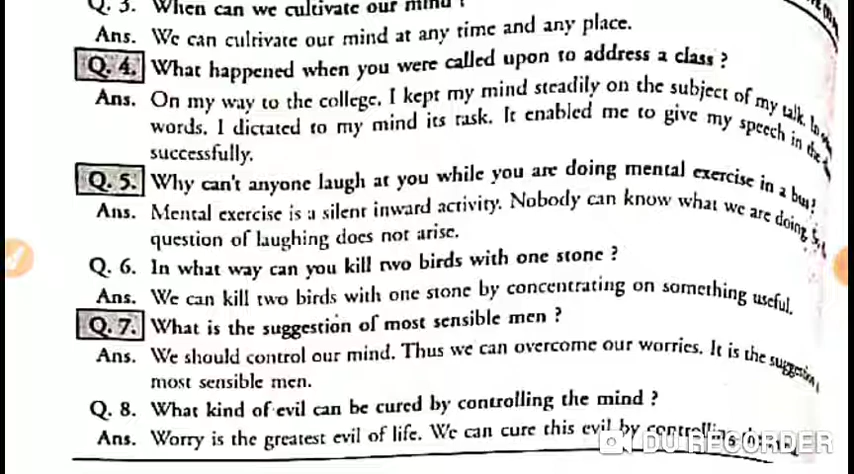 Q. 3. When can we cultivate our mind ?
Ans. We can cultrivate our mind at any time and any place.
Q. 4. What happened when you were called upon to address a class ?
Ans. On my way to the college, I kept my mind steadily on the subject of my talk. In
words, I dictated to my mind its task. It enabled me to give my speech in the
successfully.
Q. 5. Why can't anyone laugh at you while you are doing mental exercise in a bus?
Ans. Mental exercise is a silent inward activity. Nobody can know what we are doing.
question of laughing does not arise.
Q. 6. In what way can you kill two birds with one stone ?
Ans. We can kill two birds with one stone by concentrating on something useful.
Q. 7. What is the suggestion of most sensible men ?
Ans. We should control our mind. Thus we can overcome our worries. It is the suggestion
most sensible men.
Q. 8. What kind of evil can be cured by controlling the mind ?
Ans. Worry is the greatest evil of life. We can cure this evil by controlling
DU RECORDER